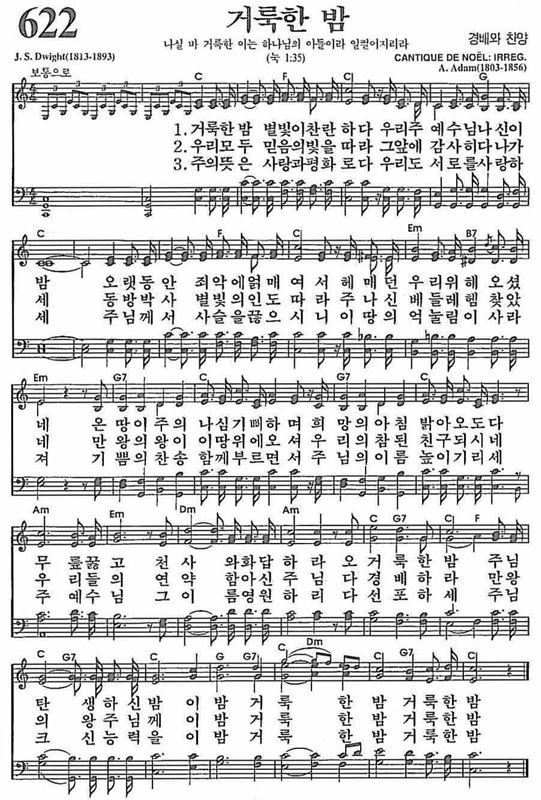 622
거룩한 밤
나실 바 거룩한 이는 하나님의 아들이라 일컬어지리라
(눅 1:35)
경배와 찬양
J. S. Dwight(1813-1893)
CANTIQUE DE NOËL: IRREG.
A. Adam(1803-1856)
보통으로
C F C G
1. 거룩한 밤 별빛이찬란 하다 우리주 예수님나신이
2. 우리모두 믿음의빛을 따라 그앞에 감사히다나가
3. 주의뜻은 사랑과평화 로다 우리도 서로를사랑하
C F C Em B7
밤 오랫동안 죄악에얽매 여서 헤매던 우리위해 오셨
세 동방박사 별빛의인도 따라 주나신 베들레헴 찾았
세 주님께서 사슬을끊으 시니 이땅의 억눌림이 사라
Em G G7 C G G7 C
네 온땅이주의 나심기뻐하며 희망의아침 밝아오도다
네 만왕의왕이 이땅위에오셔 우리의참된 친구되시네
져 기쁨의찬송 함께부르면서 주님의이름 높이기리세
Am Em Dm Am C G7 C F
무릎꿇고 천사 와화답하라 오거룩한밤 주님
우리들의 연약 함아신주님 다경배하라 만왕
주예수님 그이 름영원하리 다선포하세 주님
C G7 C G7 C Dm C G7 C
탄생하신밤이밤거룩 한밤거룩한밤
의왕주님께이밤거룩 한밤거룩한밤
크신능력을이밤거룩 한밤거룩한밤